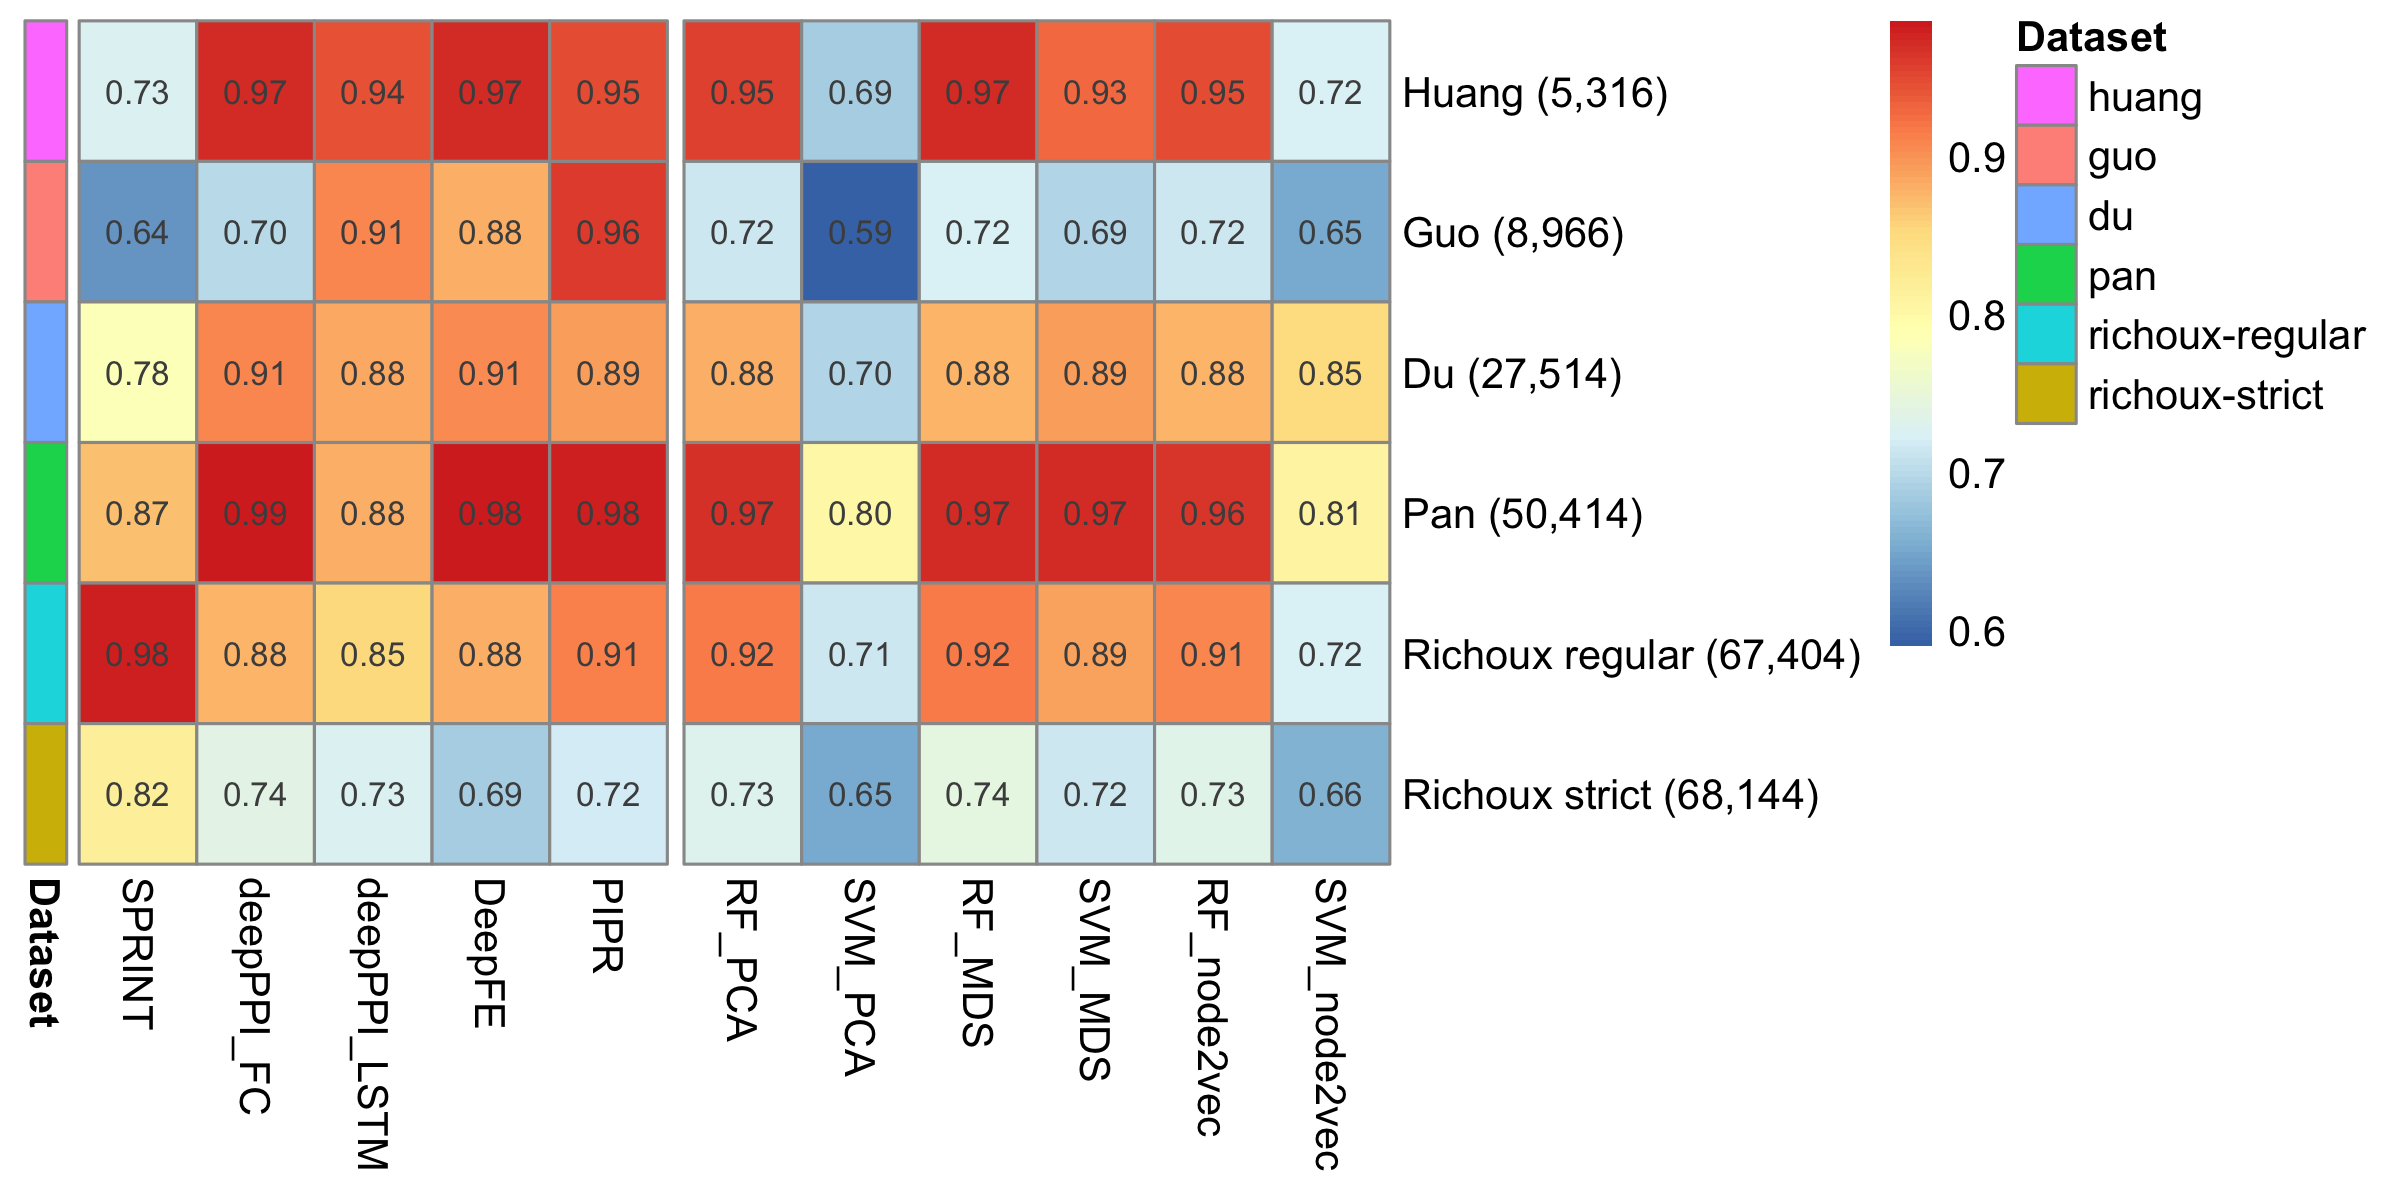 0.73 0.97 0.94 0.97 0.95 0.95 0.69 0.97 0.93 0.95 0.72 Huang (5,316)
0.64 0.70 0.91 0.88 0.96 0.72 0.59 0.72 0.69 0.72 0.65 Guo (8,966)
0.78 0.91 0.88 0.91 0.89 0.88 0.70 0.88 0.89 0.88 0.85 Du (27,514)
0.87 0.99 0.88 0.98 0.98 0.97 0.80 0.97 0.97 0.96 0.81 Pan (50,414)
0.98 0.88 0.85 0.88 0.91 0.92 0.71 0.92 0.89 0.91 0.72 Richoux regular (67,404)
0.82 0.74 0.73 0.69 0.72 0.73 0.65 0.74 0.72 0.73 0.66 Richoux strict (68,144)
Dataset
SPRINT
deepPPI_FC
deepPPI_LSTM
DeepFE
PIPR
RF_PCA
SVM_PCA
RF_MDS
SVM_MDS
RF_node2vec
SVM_node2vec
0.9
0.8
0.7
0.6
Dataset
huang
guo
du
pan
richoux-regular
richoux-strict